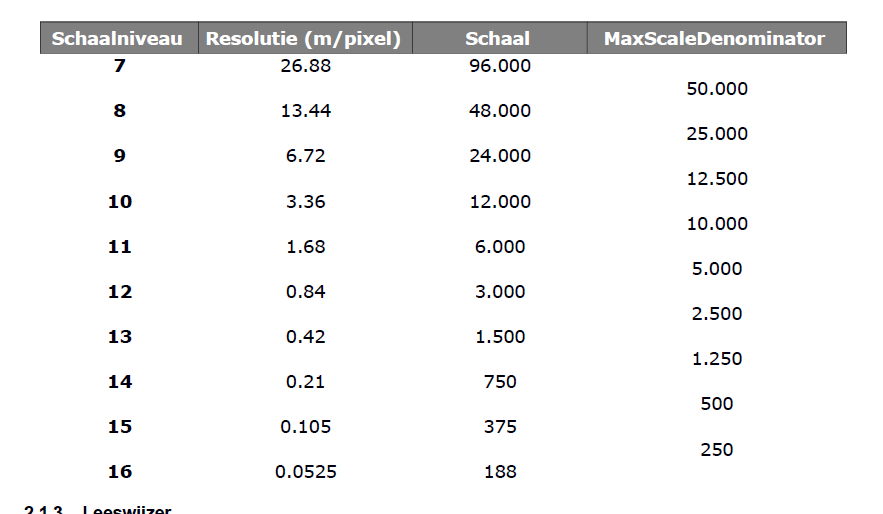 Schaalniveau Resolutie (m/pixel) Schaal MaxScaleDenominator
7 26.88 96.000
50.000
8 13.44 48.000
25.000
9 6.72 24.000
12.500
10 3.36 12.000
10.000
11 1.68 6.000
5.000
12 0.84 3.000
2.500
13 0.42 1.500
1.250
14 0.21 750
500
15 0.105 375
250
16 0.0525 188
2.1.3 Leeswijzer